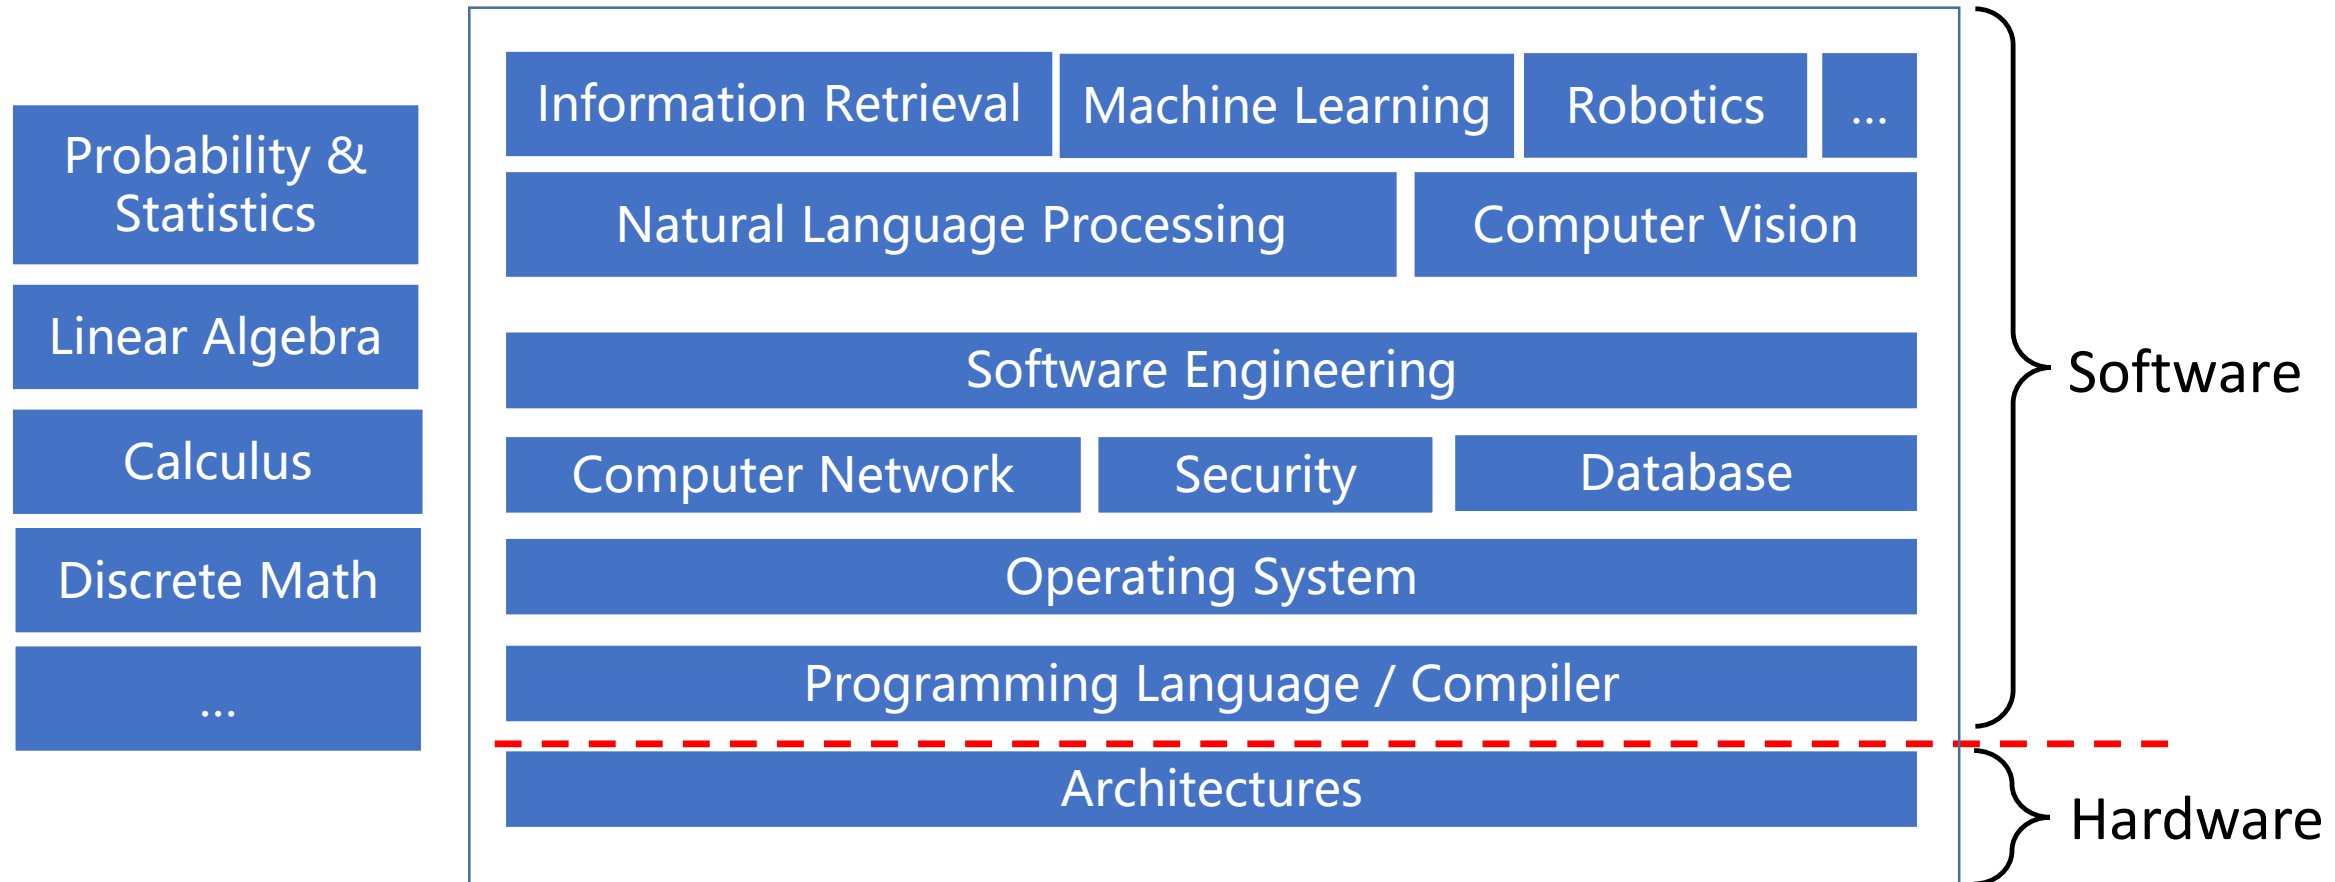 Probability &
Statistics
Linear Algebra
Calculus
Discrete Math
...
Information Retrieval
Machine Learning
Robotics
...
Natural Language Processing
Computer Vision
Software Engineering
Computer Network
Security
Database
Operating System
Programming Language / Compiler
Architectures
Software
Hardware